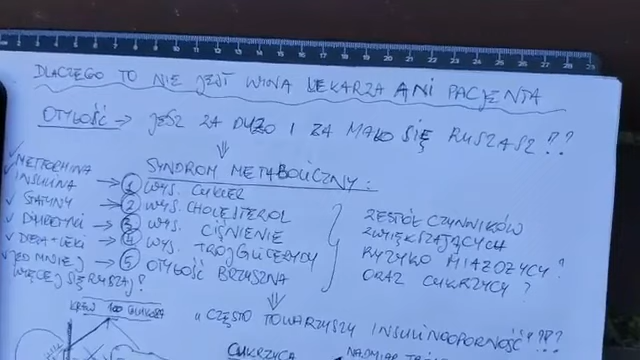 DLACZEGO TO NIE JEST WINA LEKARZA ANI PACJENTA
OTYŁOŚĆ → JESZ ZA DUŻO I ZA MAŁO SIĘ RUSZASZ??
SYNDROM METABOLICZNY:
✓ METFORMINA
✓ INSULINA → 1 WYS. CUKIER
✓ STATYNY → 2 WYS. CHOLESTEROL
✓ DIURETYKI → 3 WYS. CIŚNIENIE
✓ DIETA + LEKI → 4 WYS. TRÓJGLICERYDY
✓ JEDZ MNIEJ → 5 OTYŁOŚĆ BRZUSZNA
WIĘCEJ SIĘ RUSZAJ?
ZESPÓŁ CZYNNIKÓW
ZWIĘKSZAJĄCYCH
RYZYKO MIAŻDŻYCY?
ORAZ CUKRZYCY?
KREW 100 GLUKOZA
"CZĘSTO TOWARZYSZY INSULINOOPORNOŚĆ"???
CUKRZYCA
NADMIAR